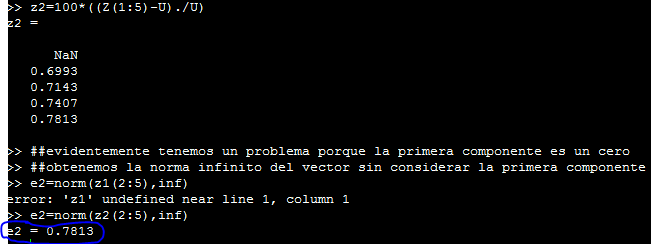 >> z2=100*((Z(1:5)-U)./U)
z2 =
NaN
0.6993
0.7143
0.7407
0.7813
>> ##evidentemente tenemos un problema porque la primera componente es un cero
>> ##obtenemos la norma infinito del vector sin considerar la primera componente
>> e2=norm(z1(2:5),inf)
error: 'z1' undefined near line 1, column 1
>> e2=norm(z2(2:5),inf)
e2 = 0.7813